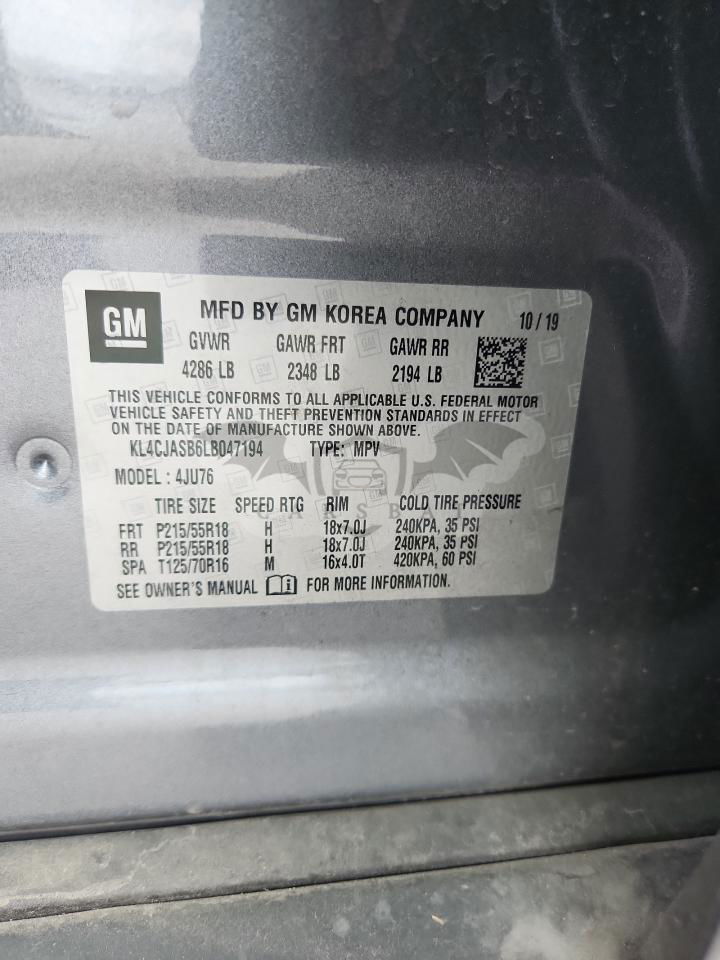 GM
MFD BY GM KOREA COMPANY 10 / 19
GVWR GAWR FRT GAWR RR
4286 LB 2348 LB 2194 LB
THIS VEHICLE CONFORMS TO ALL APPLICABLE U.S. FEDERAL MOTOR
VEHICLE SAFETY AND THEFT PREVENTION STANDARDS IN EFFECT
ON THE DATE OF MANUFACTURE SHOWN ABOVE.
KL4CJASB6LB047194 TYPE: MPV
MODEL : 4JU76
TIRE SIZE SPEED RTG RIM COLD TIRE PRESSURE
FRT P215/55R18 H 18x7.0J 240KPA, 35 PSI
RR P215/55R18 H 18x7.0J 240KPA, 35 PSI
SPA T125/70R16 M 16x4.0T 420KPA, 60 PSI
SEE OWNER'S MANUAL FOR MORE INFORMATION.